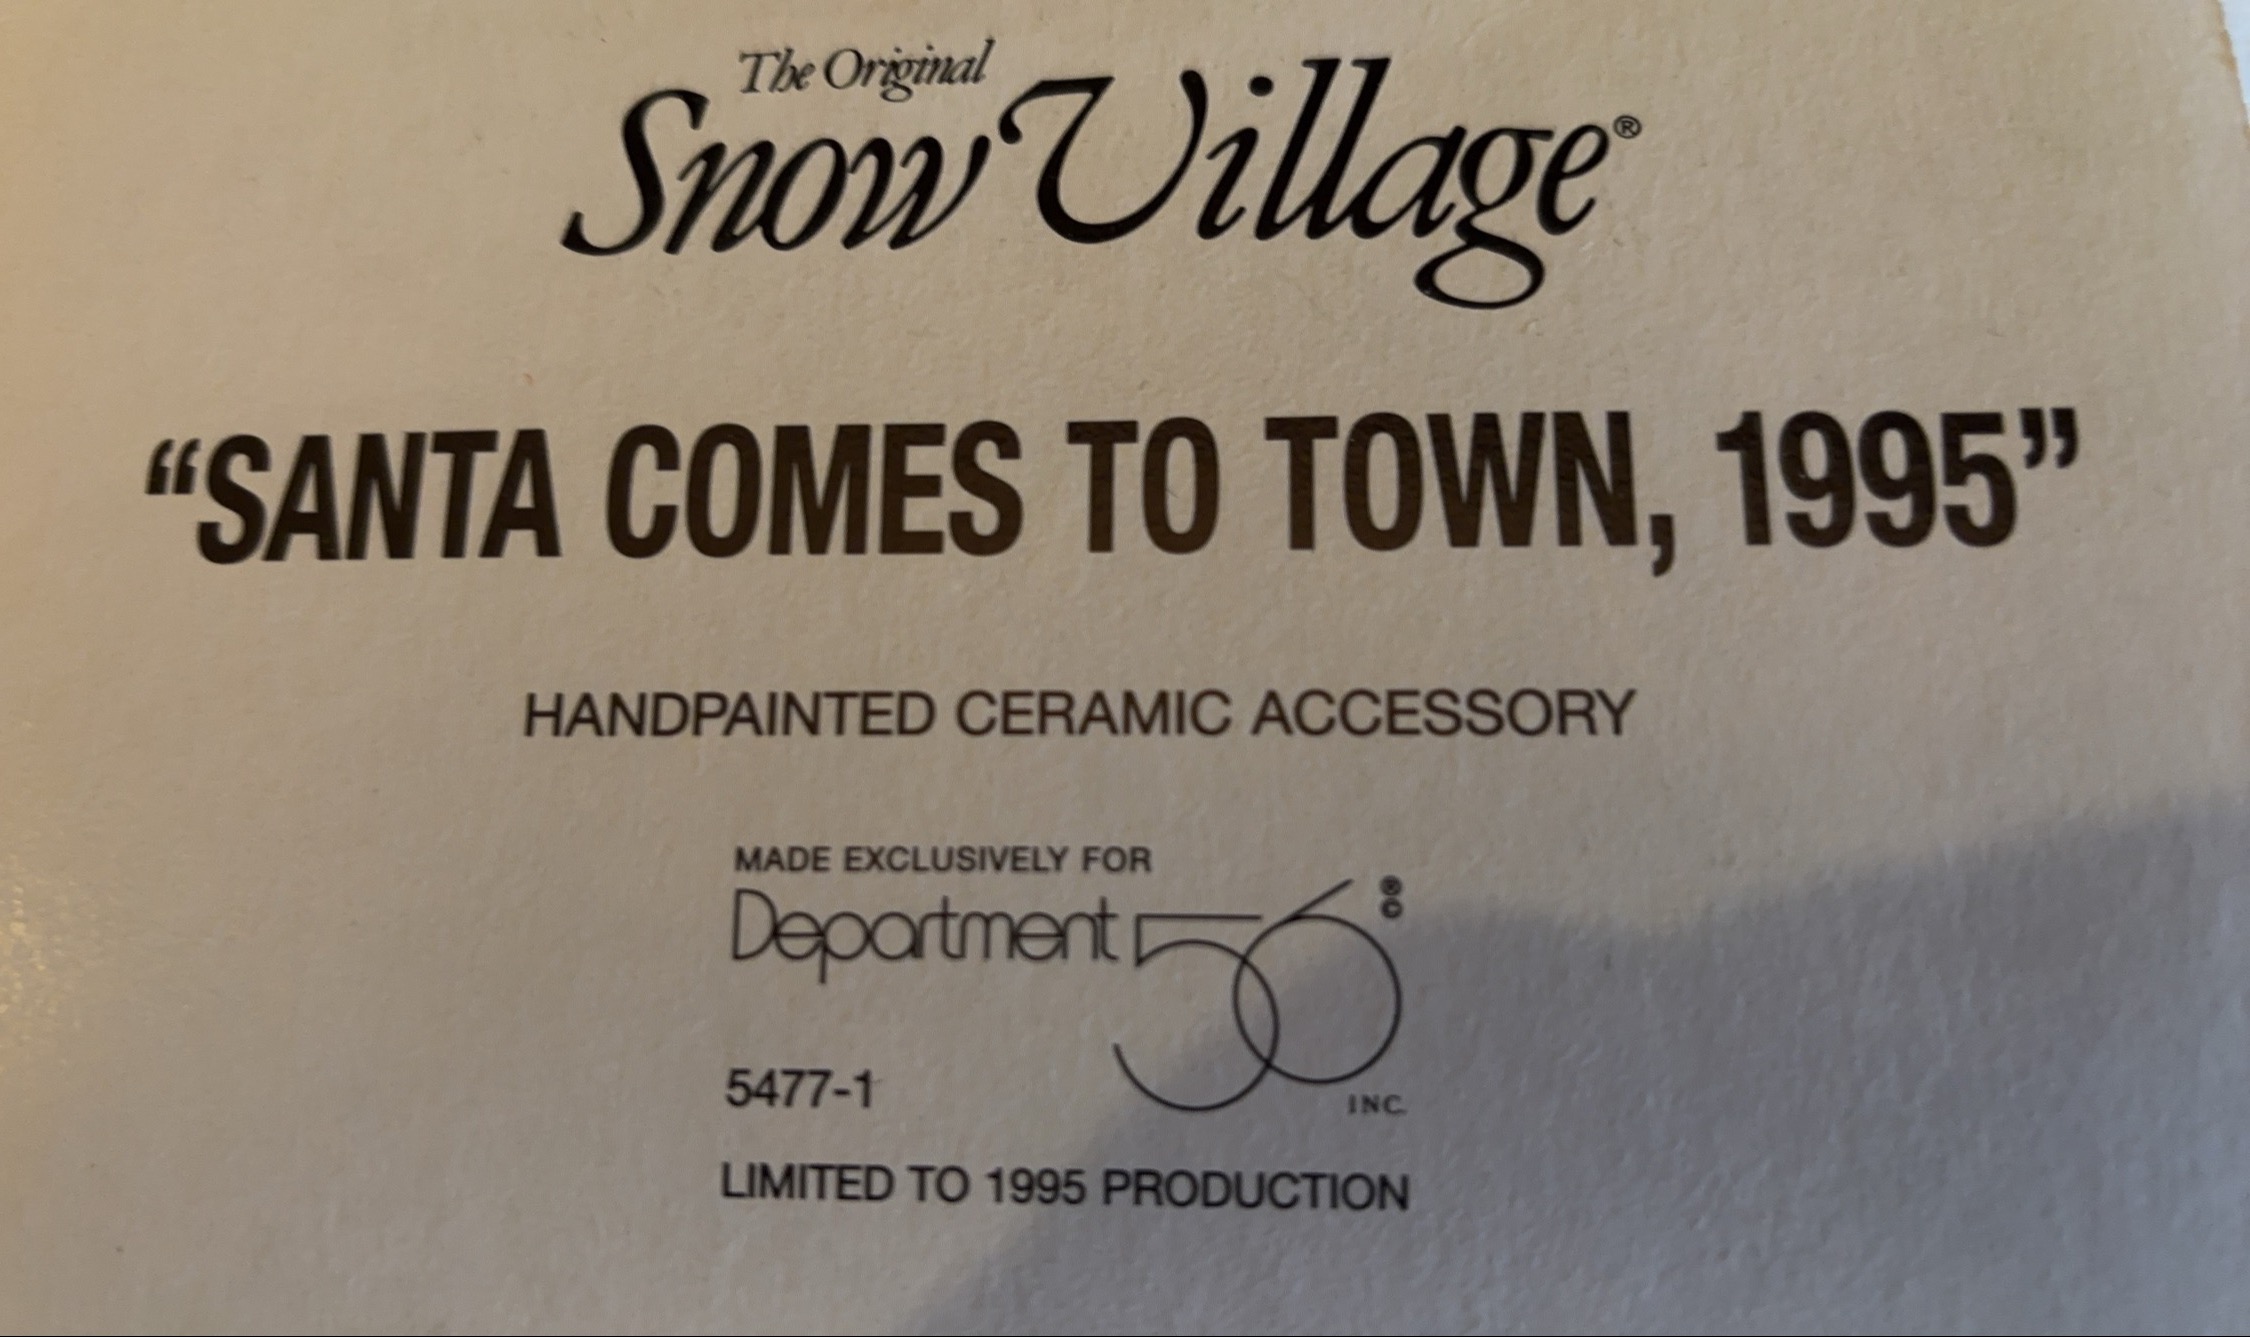 The Original
Snow Village®
“SANTA COMES TO TOWN, 1995”
HANDPAINTED CERAMIC ACCESSORY
MADE EXCLUSIVELY FOR
Department 56 ® ©
INC.
5477-1
LIMITED TO 1995 PRODUCTION